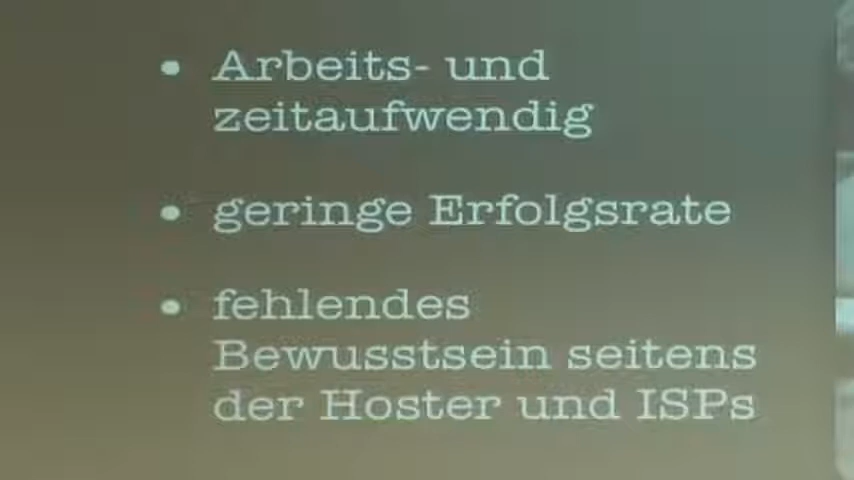 • Arbeits- und
zeitaufwendig
• geringe Erfolgsrate
• fehlendes
Bewusstsein seitens
der Hoster und ISPs